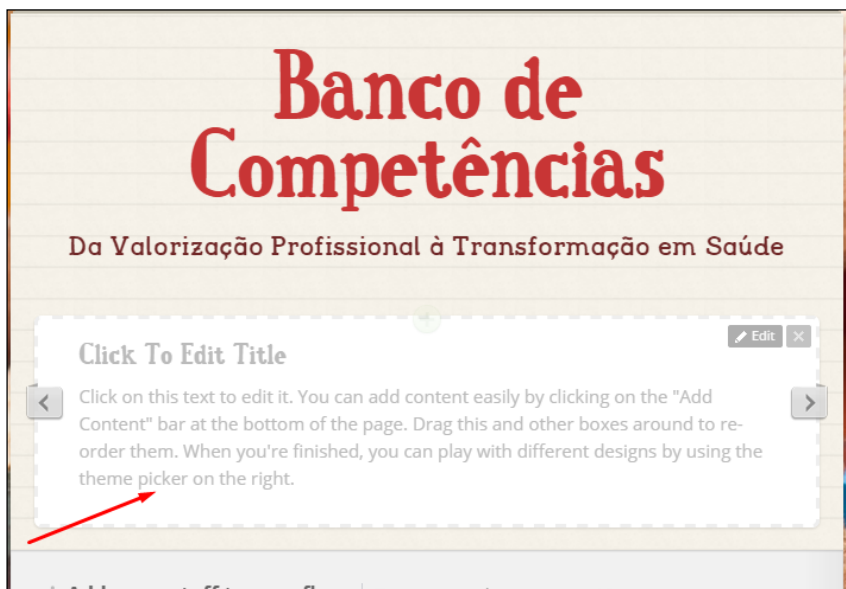 Banco de
Competências
Da Valorização Profissional à Transformação em Saúde
Edit
Click To Edit Title
Click on this text to edit it. You can add content easily by clicking on the "Add
Content" bar at the bottom of the page. Drag this and other boxes around to re-
order them. When you're finished, you can play with different designs by using the
theme picker on the right.